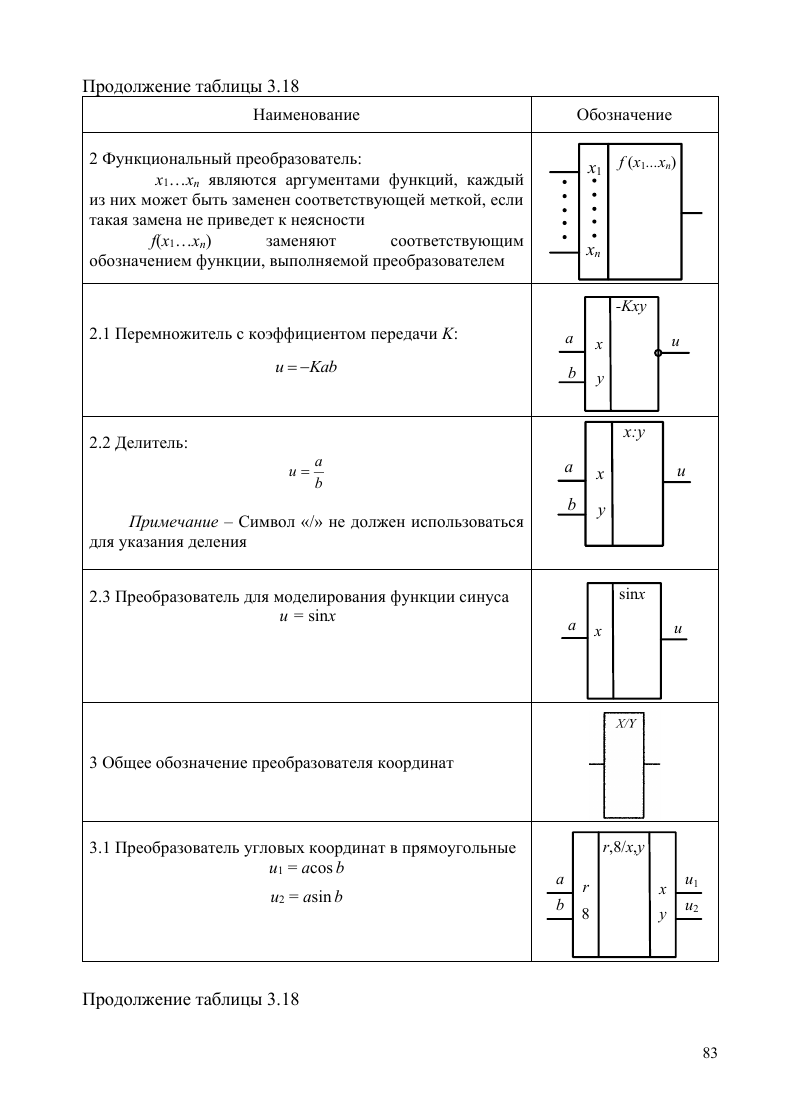 Продолжение таблицы 3.18
Наименование
Обозначение
2 Функциональный преобразователь:
x1…xn являются аргументами функций, каждый
из них может быть заменен соответствующей меткой, если
такая замена не приведет к неясности
f(x1…xn) заменяют соответствующим
обозначением функции, выполняемой преобразователем
x1
f (x1...xn)
xn
2.1 Перемножитель с коэффициентом передачи K:
u = −Kab
-Kxy
a
x
u
b
y
2.2 Делитель:
u = a/b
Примечание – Символ «/» не должен использоваться
для указания деления
x:y
a
x
u
b
y
2.3 Преобразователь для моделирования функции синуса
u = sinx
sinx
a
x
u
3 Общее обозначение преобразователя координат
X/Y
3.1 Преобразователь угловых координат в прямоугольные
u1 = acos b
u2 = asin b
r,8/x,y
a
r
x
u1
b
8
y
u2
Продолжение таблицы 3.18
83